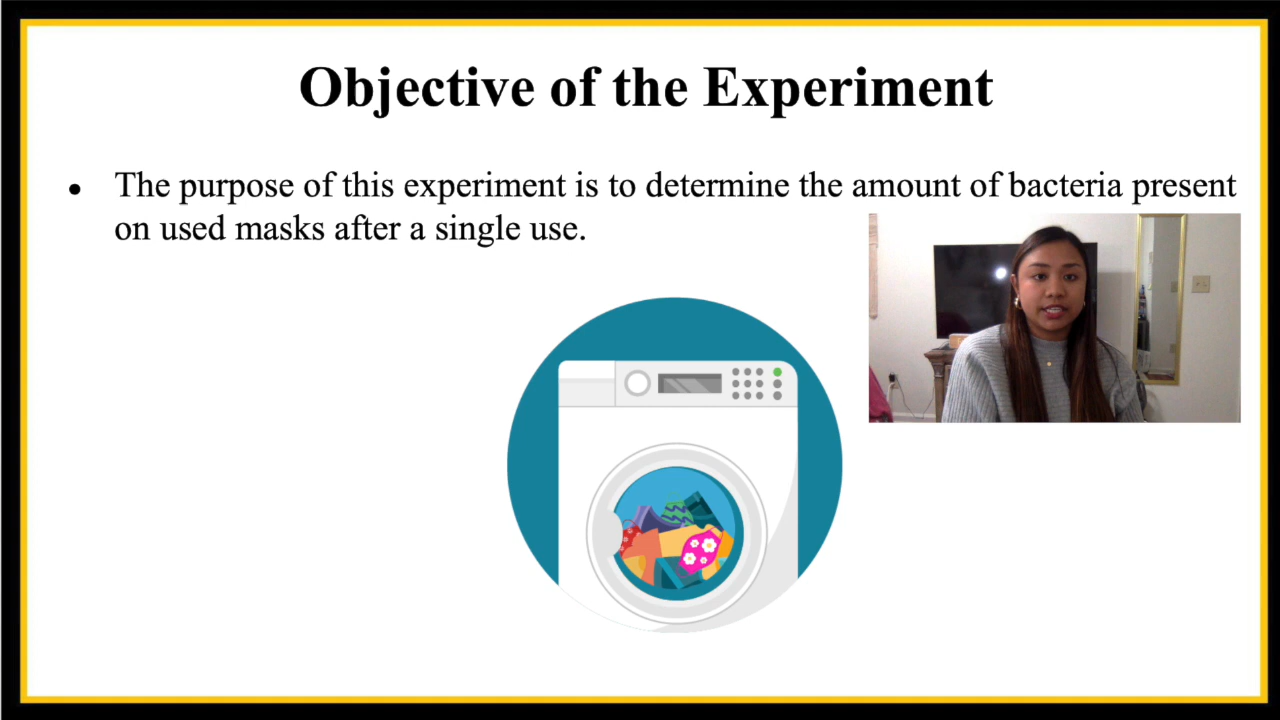 Objective of the Experiment
● The purpose of this experiment is to determine the amount of bacteria present
on used masks after a single use.